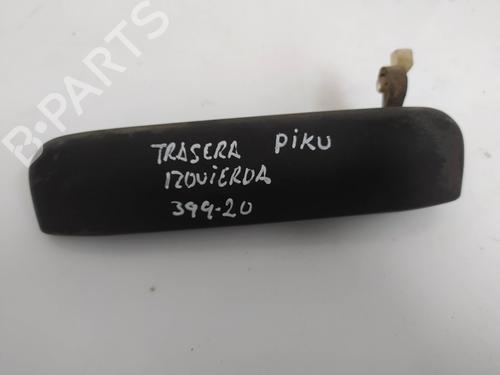 B-PARTS
TRASERA PIKU
IZQUIERDA
399-20